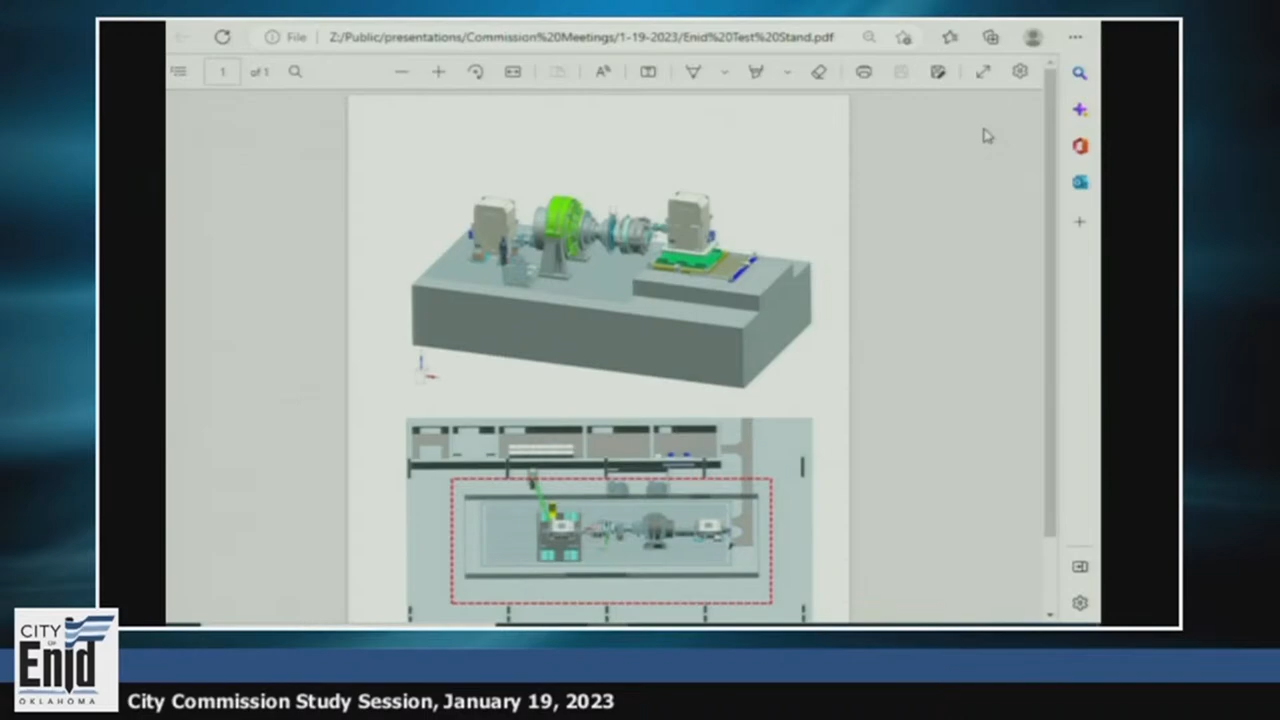 File Z:/Public/presentations/Commission%20Meetings/1-19-2023/Enid%20Test%20Stand.pdf
1 of 1
CITY
OF
Enid
OKLAHOMA
City Commission Study Session, January 19, 2023